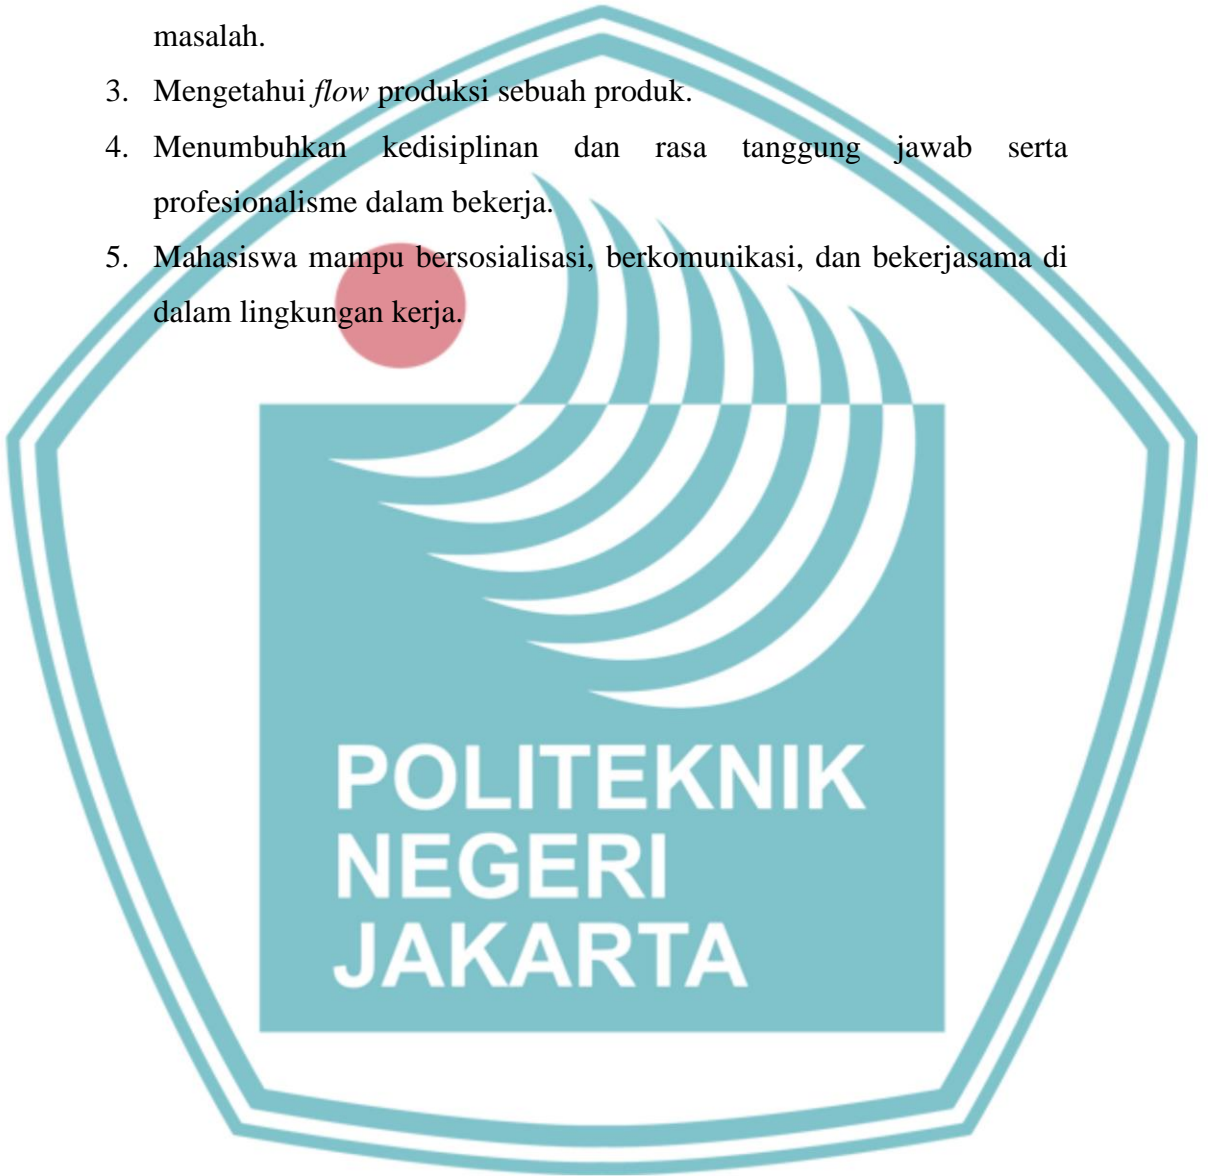 masalah.
3. Mengetahui flow produksi sebuah produk.
4. Menumbuhkan kedisiplinan dan rasa tanggung jawab serta
profesionalisme dalam bekerja.
5. Mahasiswa mampu bersosialisasi, berkomunikasi, dan bekerjasama di
dalam lingkungan kerja.
POLITEKNIK
NEGERI
JAKARTA